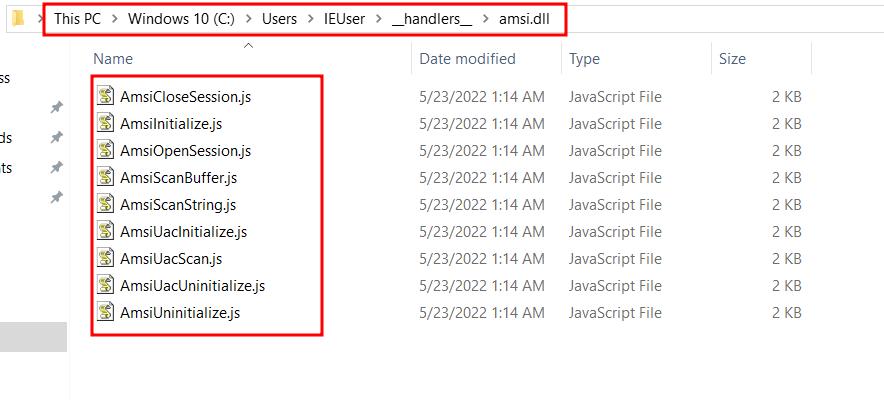 This PC > Windows 10 (C:) > Users > IEUser > __handlers__ > amsi.dll
Name Date modified Type Size
ss
AmsiCloseSession.js 5/23/2022 1:14 AM JavaScript File 2 KB
AmsiInitialize.js 5/23/2022 1:14 AM JavaScript File 2 KB
ds
AmsiOpenSession.js 5/23/2022 1:14 AM JavaScript File 2 KB
nts
AmsiScanBuffer.js 5/23/2022 1:14 AM JavaScript File 2 KB
AmsiScanString.js 5/23/2022 1:14 AM JavaScript File 2 KB
AmsiUacInitialize.js 5/23/2022 1:14 AM JavaScript File 2 KB
AmsiUacScan.js 5/23/2022 1:14 AM JavaScript File 2 KB
AmsiUacUninitialize.js 5/23/2022 1:14 AM JavaScript File 2 KB
AmsiUninitialize.js 5/23/2022 1:14 AM JavaScript File 2 KB